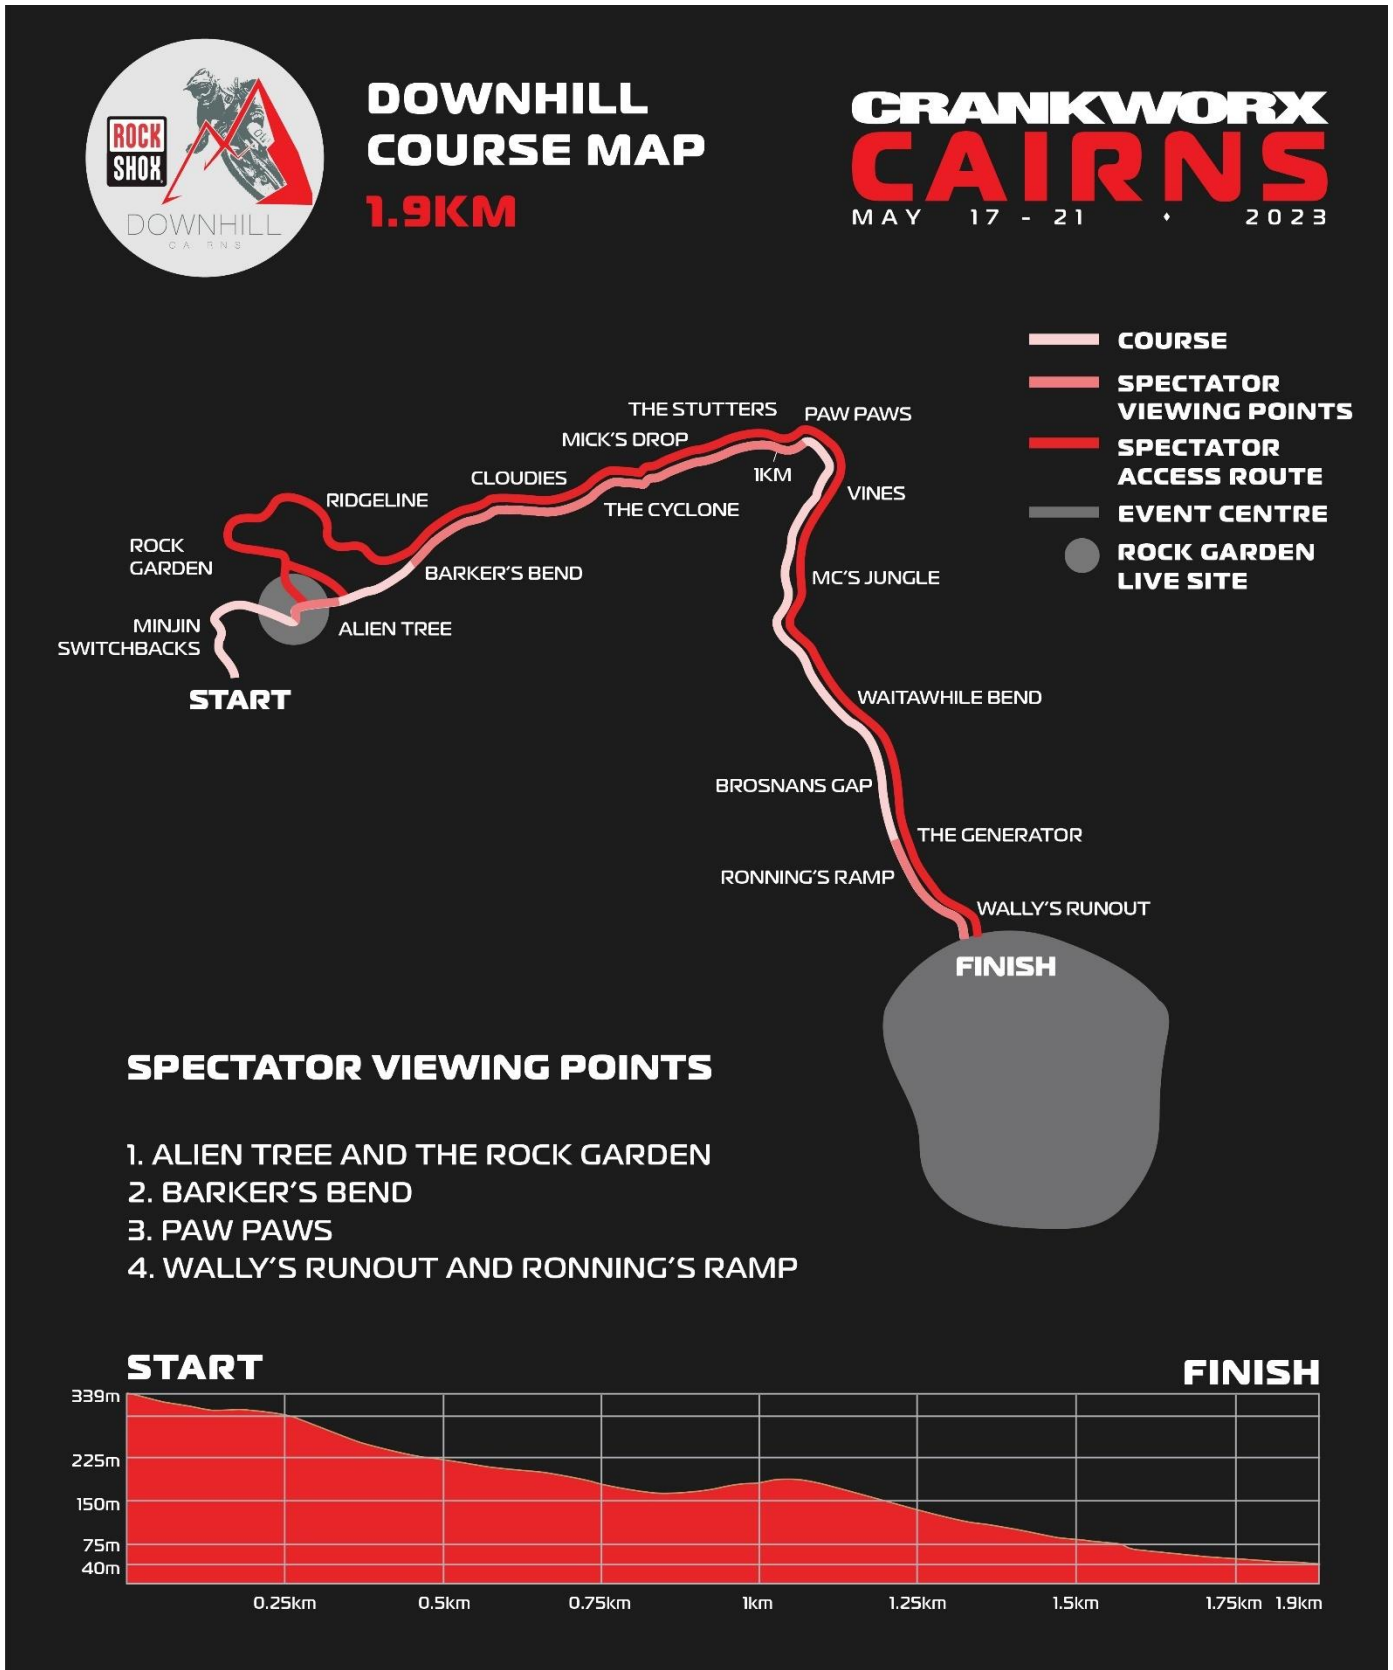 ROCK
SHOX
DOWNHILL
CAIRNS
DOWNHILL
COURSE MAP
1.9KM
CRANKWORX
CAIRNS
MAY 17 - 21 ♦ 2023
COURSE
SPECTATOR
VIEWING POINTS
SPECTATOR
ACCESS ROUTE
EVENT CENTRE
ROCK GARDEN
LIVE SITE
THE STUTTERS
PAW PAWS
MICK'S DROP
1KM
CLOUDIES
VINES
RIDGELINE
THE CYCLONE
ROCK
GARDEN
BARKER'S BEND
MC'S JUNGLE
MINJIN
SWITCHBACKS
ALIEN TREE
START
WAITAWHILE BEND
BROSNANS GAP
THE GENERATOR
RONNING'S RAMP
WALLY'S RUNOUT
FINISH
SPECTATOR VIEWING POINTS
1. ALIEN TREE AND THE ROCK GARDEN
2. BARKER'S BEND
3. PAW PAWS
4. WALLY'S RUNOUT AND RONNING'S RAMP
START
FINISH
339m
225m
150m
75m
40m
0.25km 0.5km 0.75km 1km 1.25km 1.5km 1.75km 1.9km